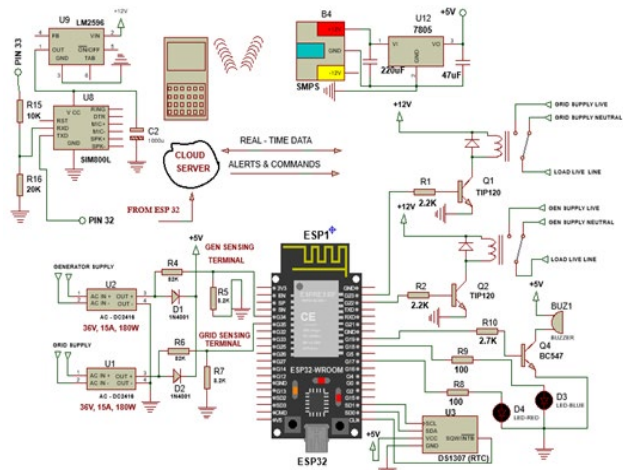 U9
LM2596
+12V
FB
VIN
OUT
ON/OFF
GND
TAB
PIN 33
R15
10K
U8
V CC
RST
RXD
TXD
GND
RING
DTR
MIC+
MIC-
SPK+
SPK-
SIM800L
C2
1000u
R16
20K
PIN 32
B4
GND
-12V
SMPS
U12
7805
+5V
VI
VO
GND
220uF
47uF
CLOUD
SERVER
REAL - TIME DATA
ALERTS & COMMANDS
FROM ESP 32
+12V
GRID SUPPLY LIVE
GRID SUPPLY NEUTRAL
LOAD LIVE LINE
R1
2.2K
Q1
TIP120
+12V
GEN SUPPLY LIVE
GEN SUPPLY NEUTRAL
LOAD LIVE LINE
R2
2.2K
Q2
TIP120
ESP1
+5V
GEN SENSING
TERMINAL
R4
82K
D1
1N4001
R5
8.2K
GENERATOR SUPPLY
U2
AC IN +
AC IN -
OUT +
OUT -
AC - DC2418
36V, 15A, 180W
GRID SENSING
TERMINAL
R6
82K
D2
1N4001
R7
8.2K
GRID SUPPLY
U1
AC IN +
AC IN -
OUT +
OUT -
AC - DC2418
36V, 15A, 180W
CE
ESP32-WROOM
ESP32
+5V
BUZ1
BUZZER
R10
2.7K
Q4
BC547
R9
100
R8
100
D4
LED-RED
D3
LED-BLUE
+5V
U3
SCL
SDA
VCC
GND
SQW/INTB
DS1307 (RTC)